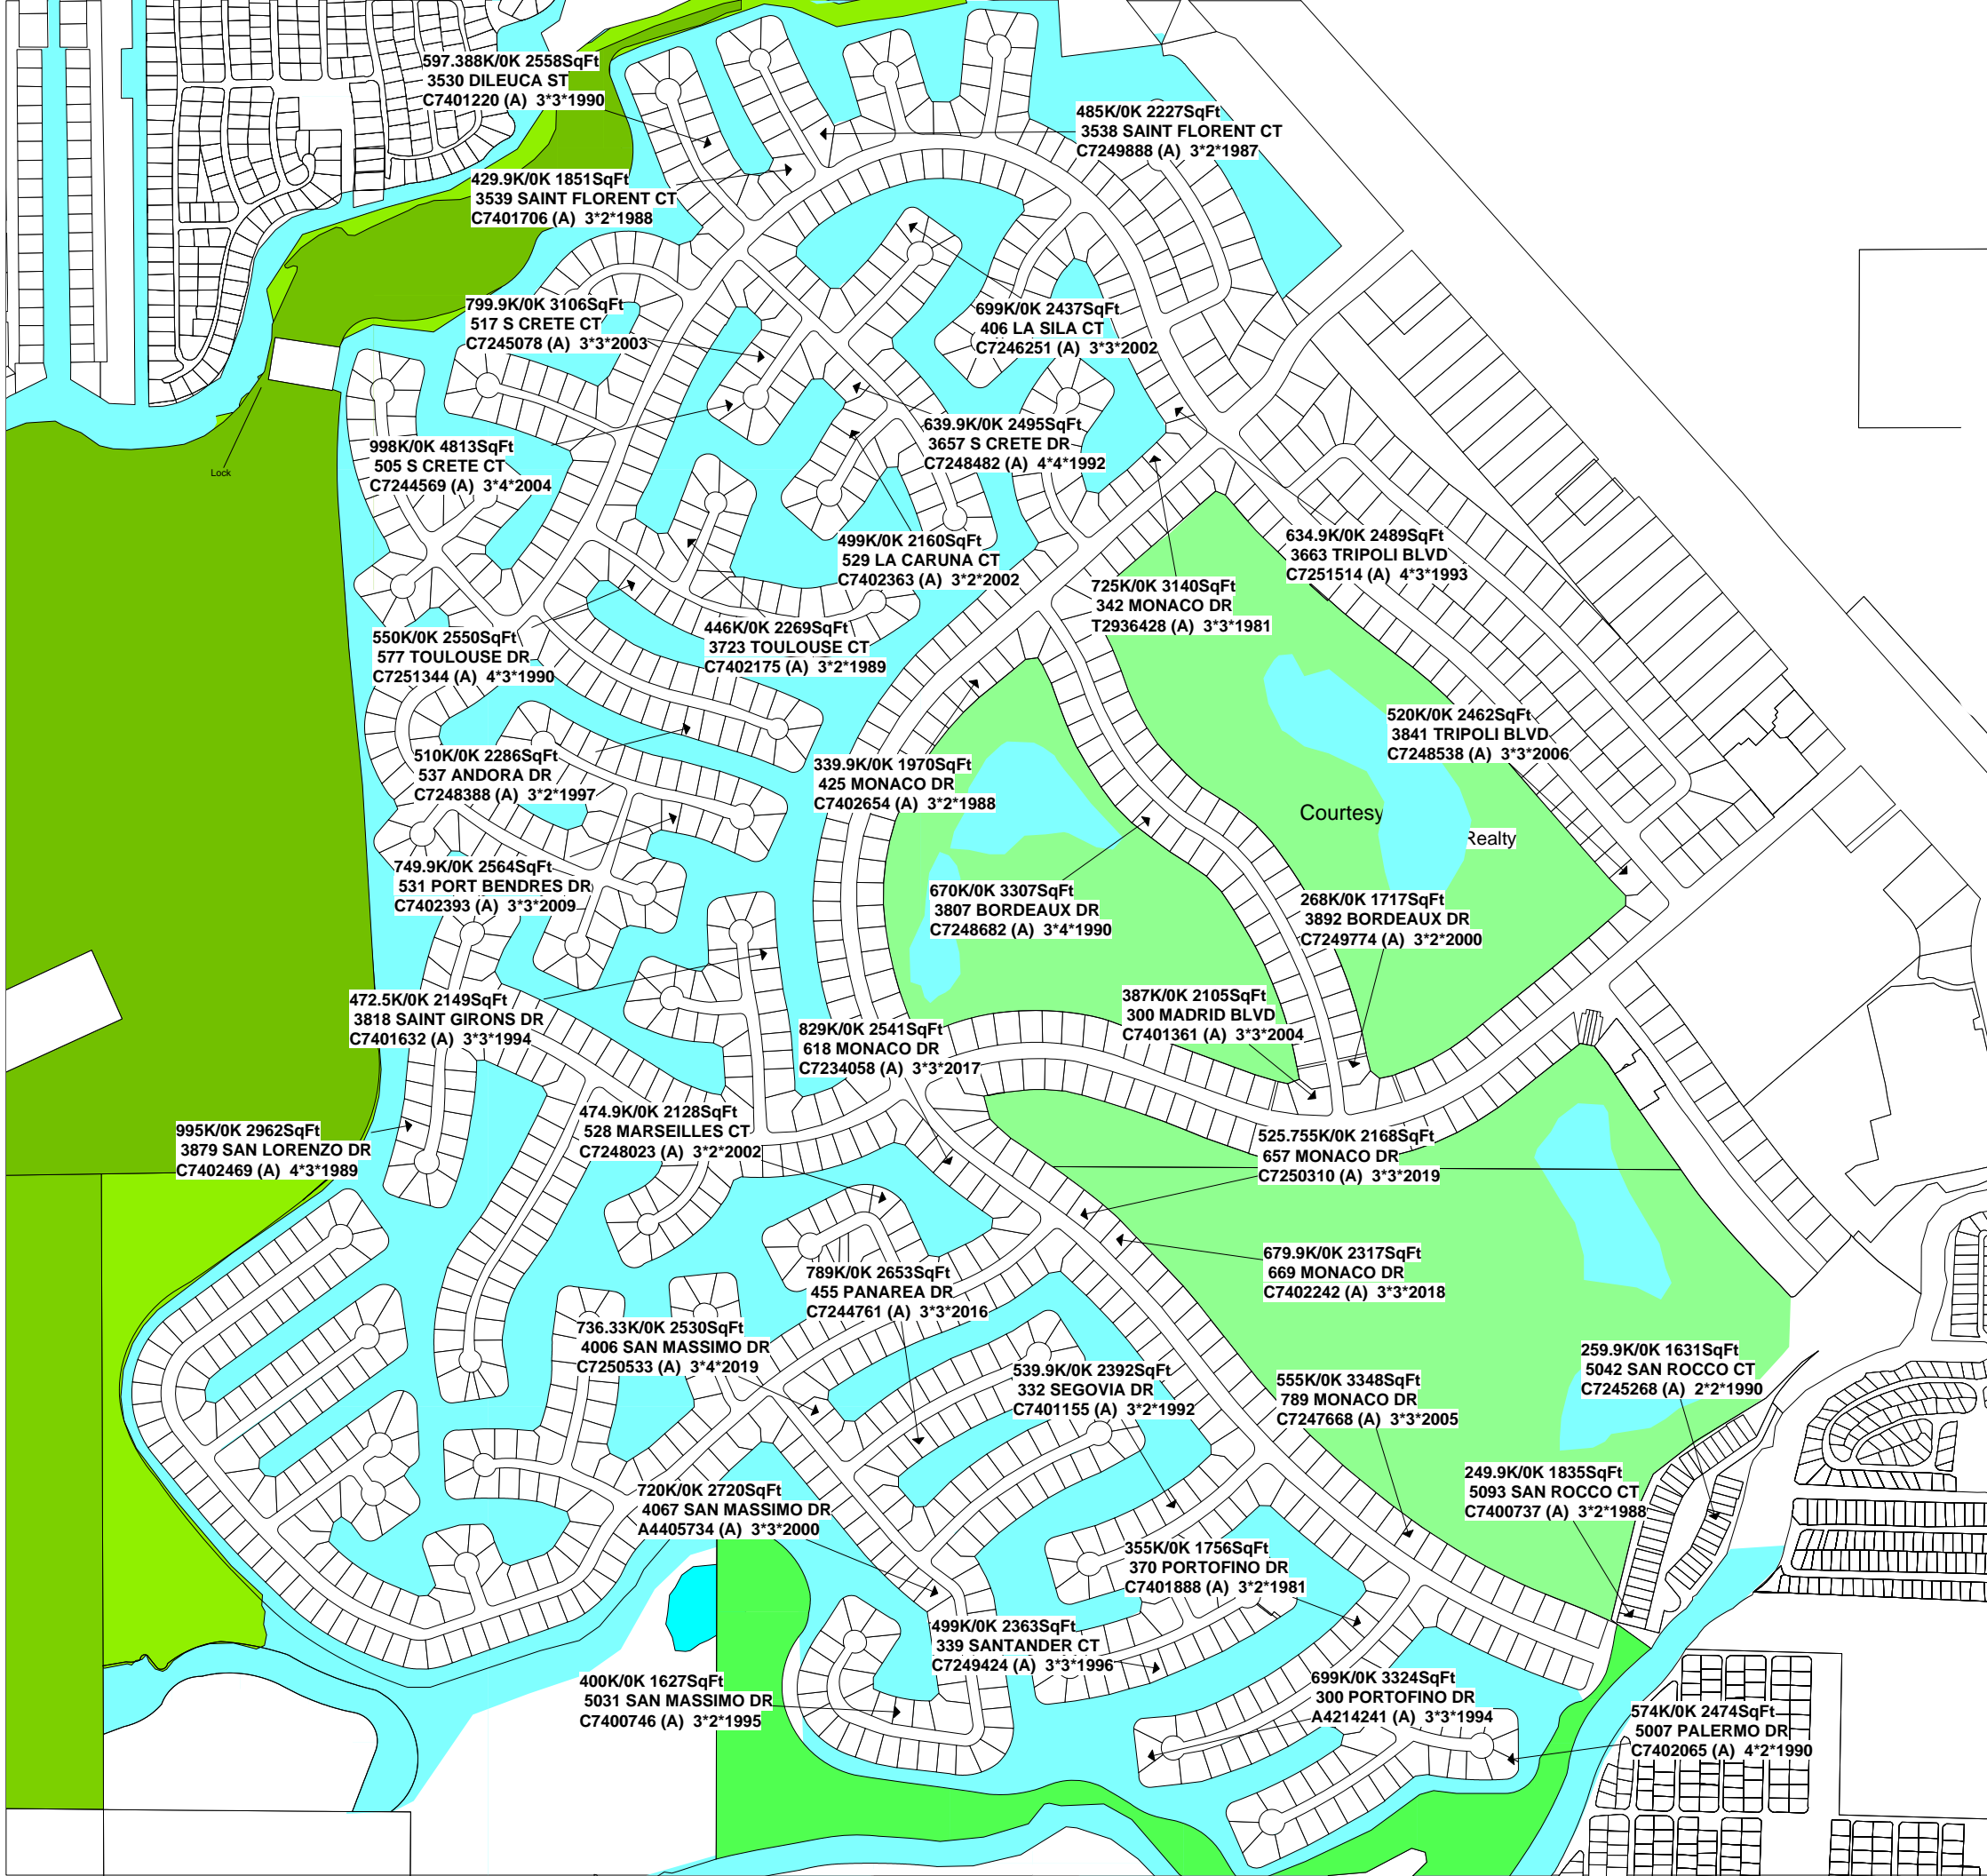 597.388K/0K 2558SqFt
3530 DILEUCA ST
C7401220 (A) 3*3*1990
485K/0K 2227SqFt
3538 SAINT FLORENT CT
C7249888 (A) 3*2*1987
429.9K/0K 1851SqFt
3539 SAINT FLORENT CT
C7401706 (A) 3*2*1988
799.9K/0K 3106SqFt
517 S CRETE CT
C7245078 (A) 3*3*2003
699K/0K 2437SqFt
406 LA SILA CT
C7246251 (A) 3*3*2002
998K/0K 4813SqFt
505 S CRETE CT
C7244569 (A) 3*4*2004
639.9K/0K 2495SqFt
3657 S CRETE DR
C7248482 (A) 4*4*1992
Lock
499K/0K 2160SqFt
529 LA CARUNA CT
C7402363 (A) 3*2*2002
634.9K/0K 2489SqFt
3663 TRIPOLI BLVD
C7251514 (A) 4*3*1993
725K/0K 3140SqFt
342 MONACO DR
T2936428 (A) 3*3*1981
550K/0K 2550SqFt
577 TOULOUSE DR
C7251344 (A) 4*3*1990
446K/0K 2269SqFt
3723 TOULOUSE CT
C7402175 (A) 3*2*1989
520K/0K 2462SqFt
3841 TRIPOLI BLVD
C7248538 (A) 3*3*2006
510K/0K 2286SqFt
537 ANDORA DR
C7248388 (A) 3*2*1997
339.9K/0K 1970SqFt
425 MONACO DR
C7402654 (A) 3*2*1988
Courtesy
Realty
749.9K/0K 2564SqFt
531 PORT BENDRES DR
C7402393 (A) 3*3*2009
670K/0K 3307SqFt
3807 BORDEAUX DR
C7248682 (A) 3*4*1990
268K/0K 1717SqFt
3892 BORDEAUX DR
C7249774 (A) 3*2*2000
472.5K/0K 2149SqFt
3818 SAINT GIRONS DR
C7401632 (A) 3*3*1994
387K/0K 2105SqFt
300 MADRID BLVD
C7401361 (A) 3*3*2004
829K/0K 2541SqFt
618 MONACO DR
C7234058 (A) 3*3*2017
474.9K/0K 2128SqFt
528 MARSEILLES CT
C7248023 (A) 3*2*2002
995K/0K 2962SqFt
3879 SAN LORENZO DR
C7402469 (A) 4*3*1989
525.755K/0K 2168SqFt
657 MONACO DR
C7250310 (A) 3*3*2019
679.9K/0K 2317SqFt
669 MONACO DR
C7402242 (A) 3*3*2018
789K/0K 2653SqFt
455 PANAREA DR
C7244761 (A) 3*3*2016
736.33K/0K 2530SqFt
4006 SAN MASSIMO DR
C7250533 (A) 3*4*2019
539.9K/0K 2392SqFt
332 SEGOVIA DR
C7401155 (A) 3*2*1992
555K/0K 3348SqFt
789 MONACO DR
C7247668 (A) 3*3*2005
259.9K/0K 1631SqFt
5042 SAN ROCCO CT
C7245268 (A) 2*2*1990
249.9K/0K 1835SqFt
5093 SAN ROCCO CT
C7400737 (A) 3*2*1988
720K/0K 2720SqFt
4067 SAN MASSIMO DR
A4405734 (A) 3*3*2000
355K/0K 1756SqFt
370 PORTOFINO DR
C7401888 (A) 3*2*1981
499K/0K 2363SqFt
339 SANTANDER CT
C7249424 (A) 3*3*1996
400K/0K 1627SqFt
5031 SAN MASSIMO DR
C7400746 (A) 3*2*1995
699K/0K 3324SqFt
300 PORTOFINO DR
A4214241 (A) 3*3*1994
574K/0K 2474SqFt
5007 PALERMO DR
C7402065 (A) 4*2*1990